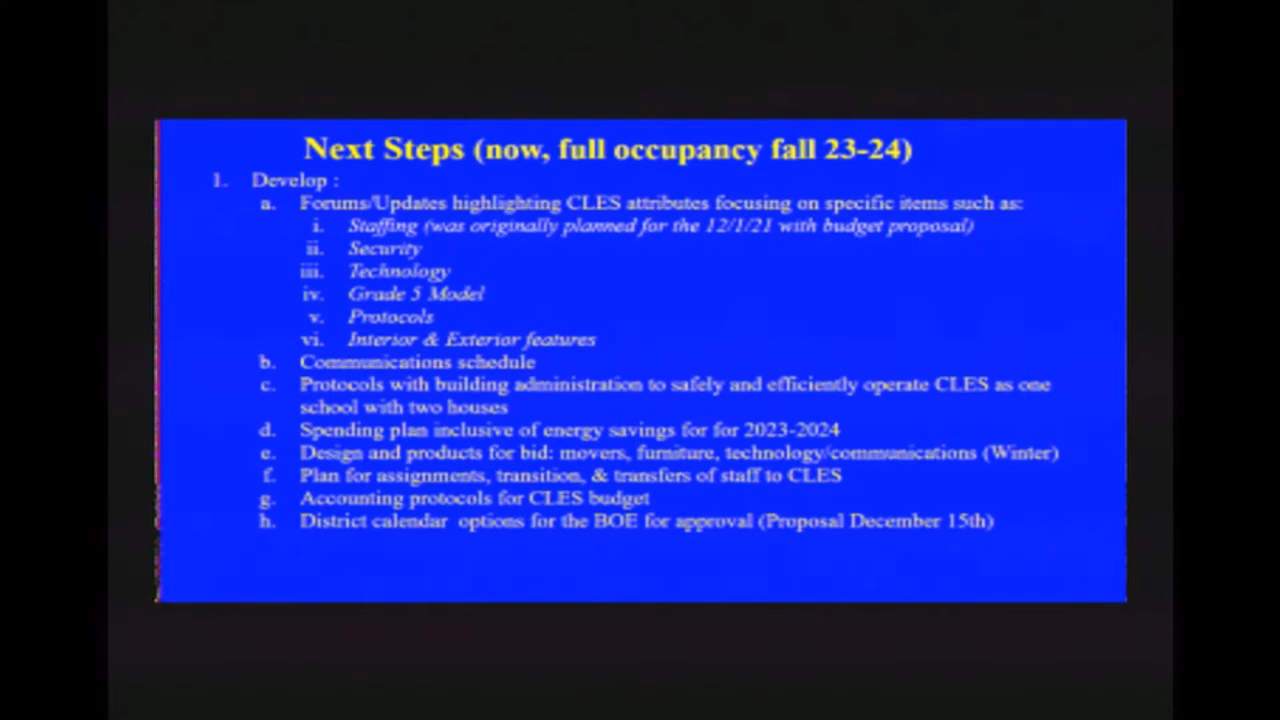 Next Steps (now, full occupancy fall 23-24)
1. Develop :
a. Forums/Updates highlighting CLES attributes focusing on specific items such as:
i. Staffing (was originally planned for the 12/1/21 with budget proposal)
ii. Security
iii. Technology
iv. Grade 5 Model
v. Protocols
vi. Interior & Exterior features
b. Communications schedule
c. Protocols with building administration to safely and efficiently operate CLES as one
school with two houses
d. Spending plan inclusive of energy savings for for 2023-2024
e. Design and products for bid: movers, furniture, technology/communications (Winter)
f. Plan for assignments, transition, & transfers of staff to CLES
g. Accounting protocols for CLES budget
h. District calendar options for the BOE for approval (Proposal December 15th)